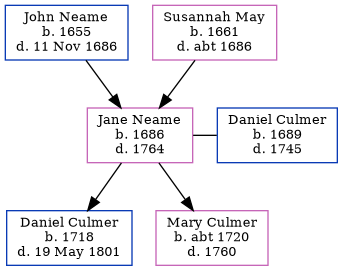 John Neame
b. 1655
d. 11 Nov 1686
Susannah May
b. 1661
d. abt 1686
Jane Neame
b. 1686
d. 1764
Daniel Culmer
b. 1689
d. 1745
Daniel Culmer
b. 1718
d. 19 May 1801
Mary Culmer
b. abt 1720
d. 1760